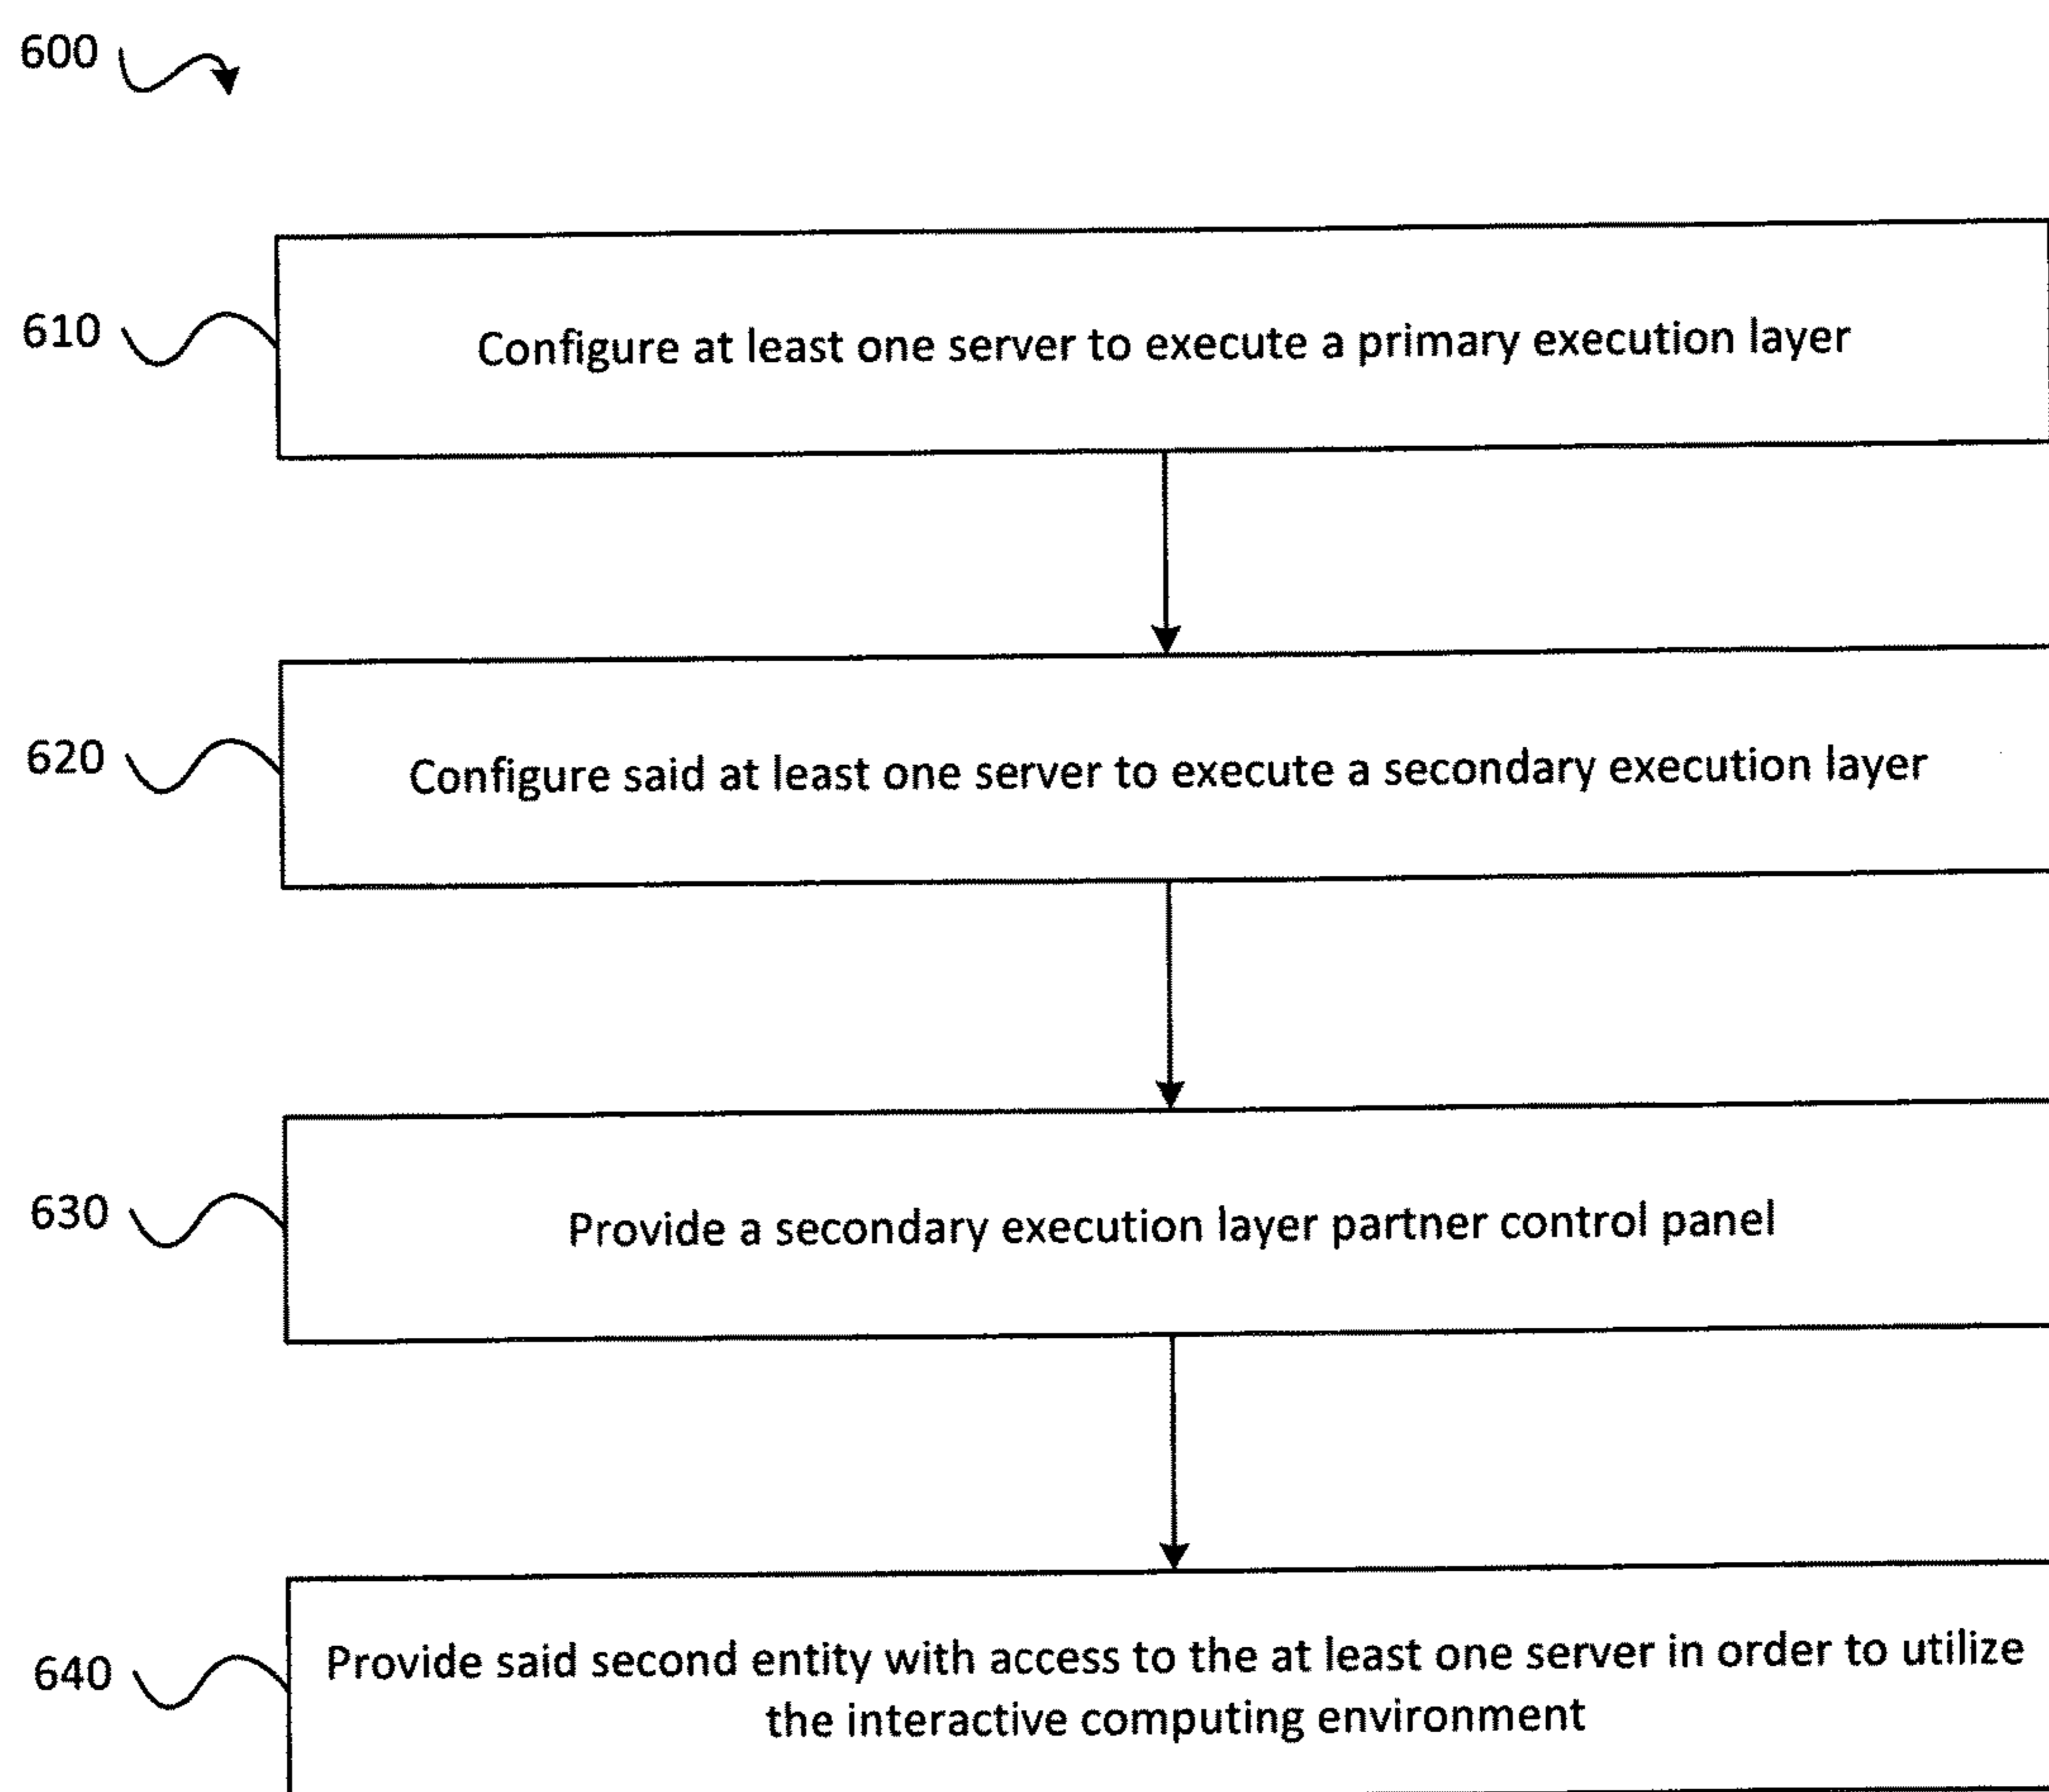 600
610
Configure at least one server to execute a primary execution layer
620
Configure said at least one server to execute a secondary execution layer
630
Provide a secondary execution layer partner control panel
640
Provide said second entity with access to the at least one server in order to utilize
the interactive computing environment